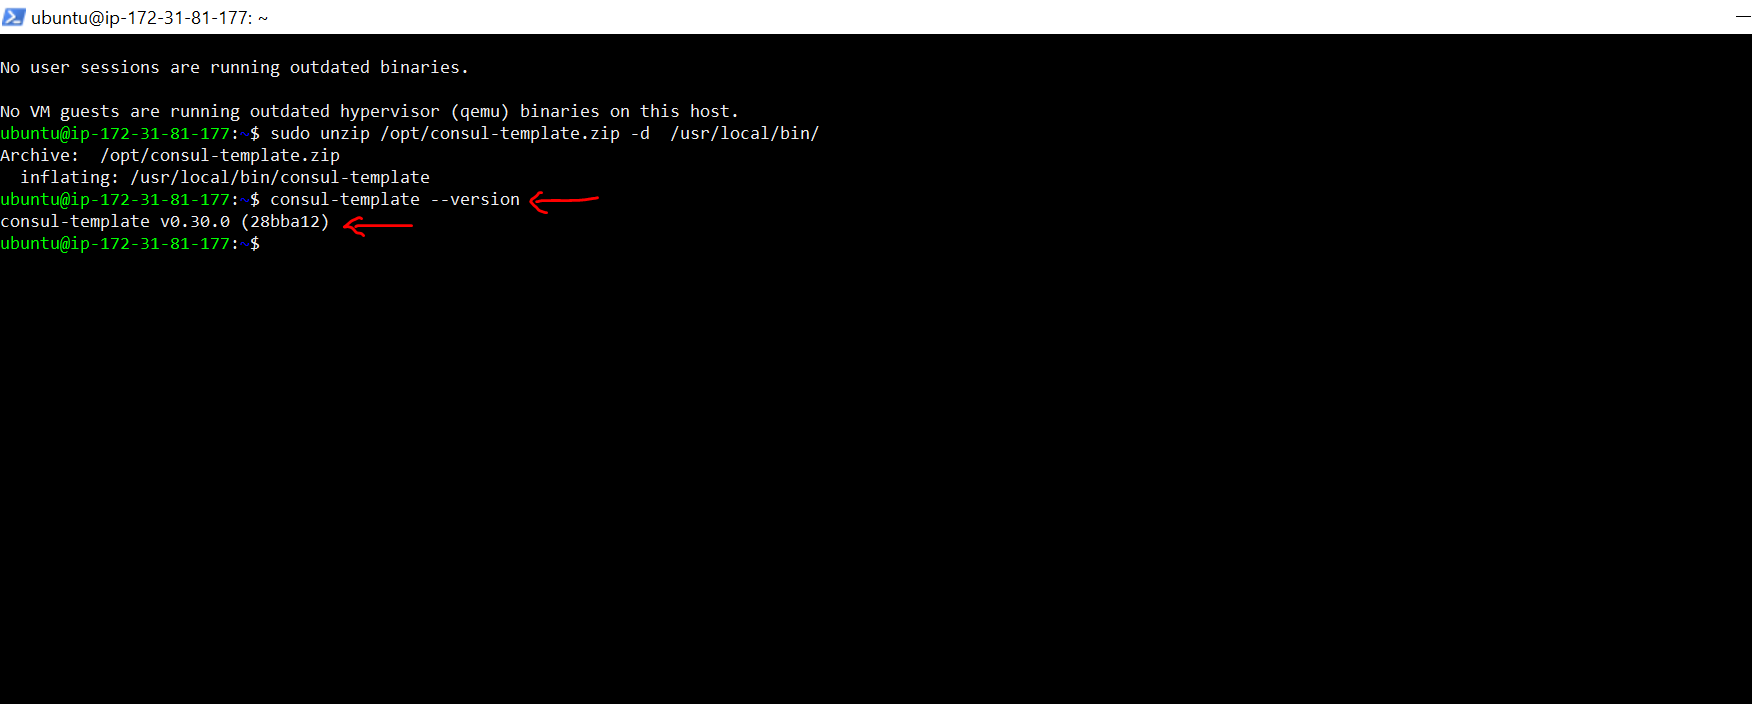 ubuntu@ip-172-31-81-177: ~
No user sessions are running outdated binaries.
No VM guests are running outdated hypervisor (qemu) binaries on this host.
ubuntu@ip-172-31-81-177:~$ sudo unzip /opt/consul-template.zip -d  /usr/local/bin/
Archive:  /opt/consul-template.zip
  inflating: /usr/local/bin/consul-template
ubuntu@ip-172-31-81-177:~$ consul-template --version
consul-template v0.30.0 (28bba12)
ubuntu@ip-172-31-81-177:~$